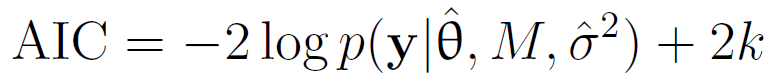 AIC = −2 log p(𝐲|θ̂, M, σ̂²) + 2k